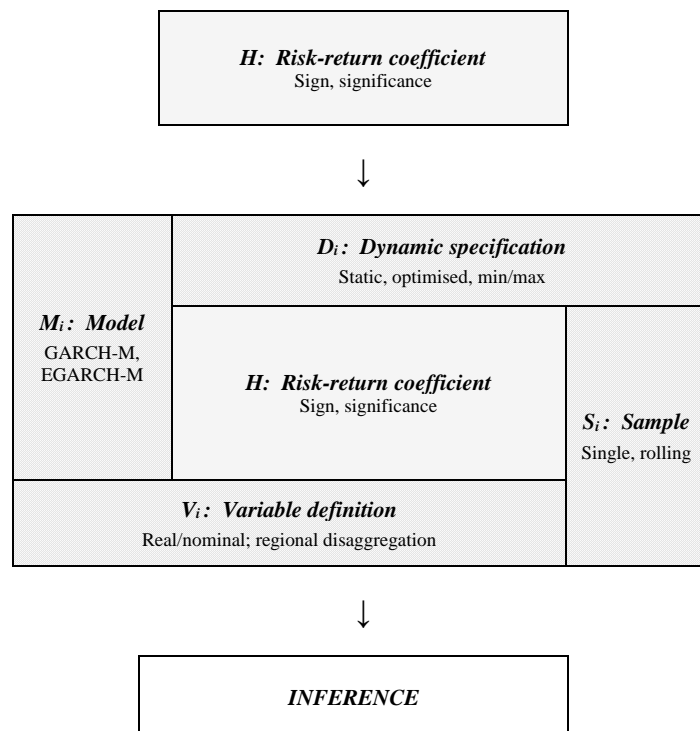 H: Risk-return coefficient
Sign, significance
↓
Dᵢ: Dynamic specification
Static, optimised, min/max
Mᵢ: Model
GARCH-M,
EGARCH-M
H: Risk-return coefficient
Sign, significance
Sᵢ: Sample
Single, rolling
Vᵢ: Variable definition
Real/nominal; regional disaggregation
↓
INFERENCE